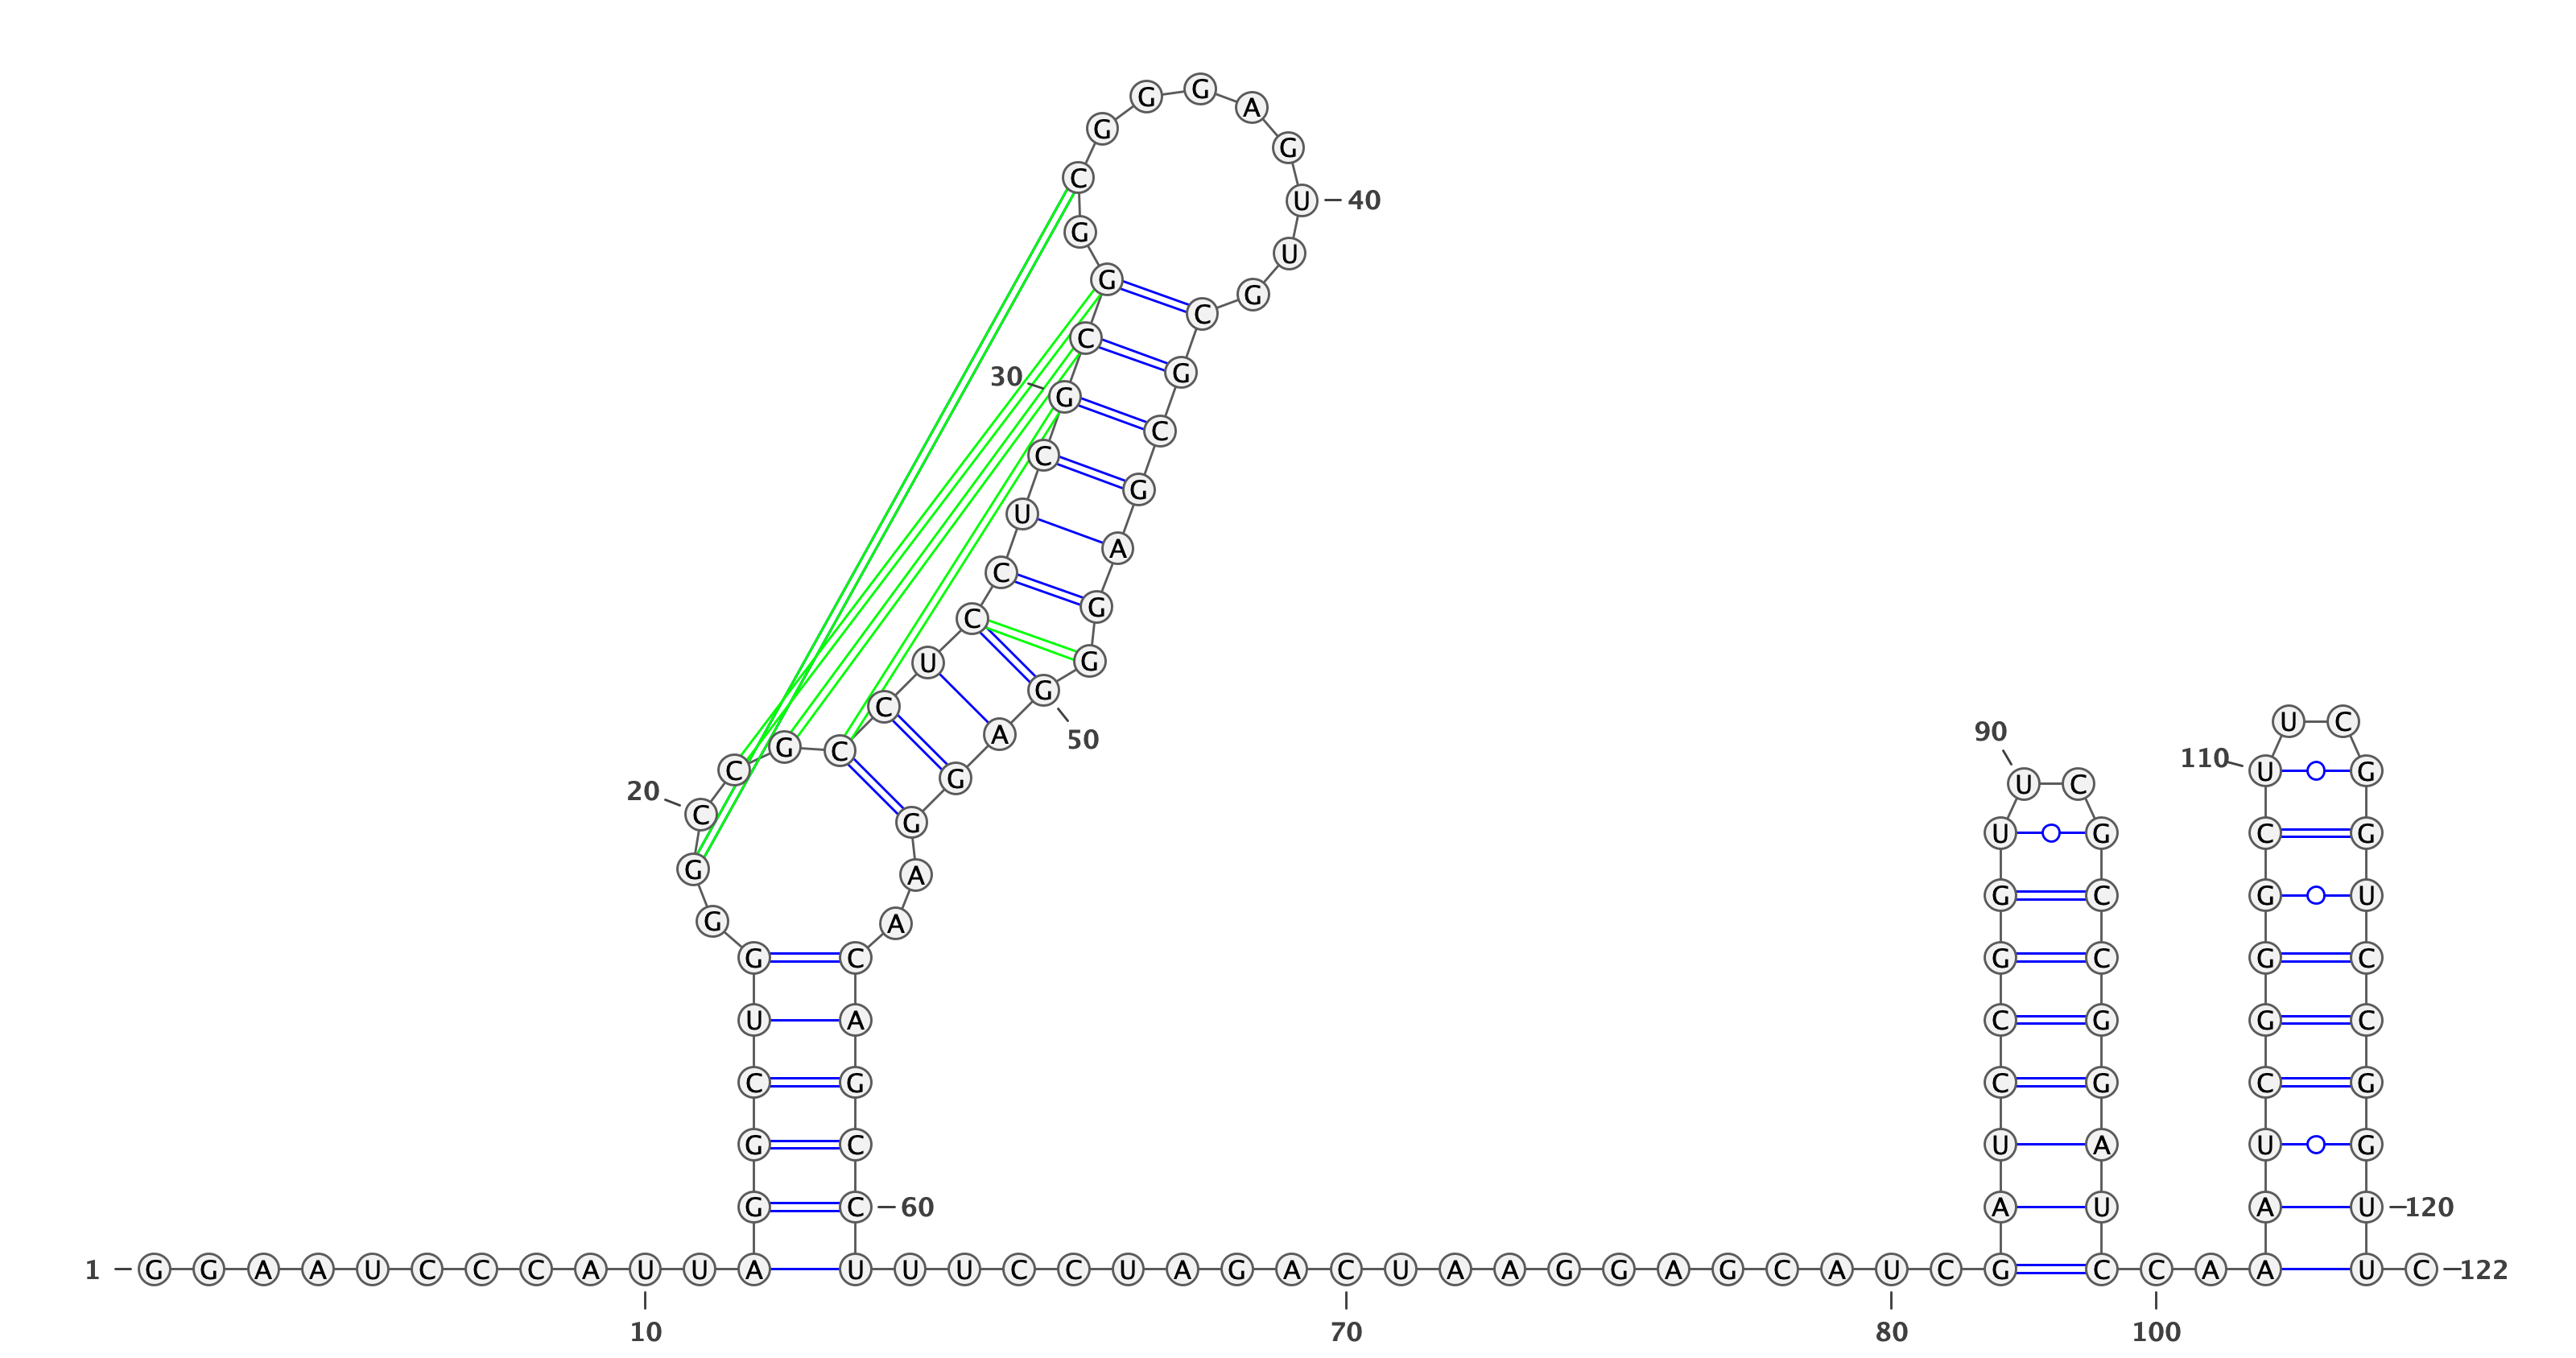 1 G G A A U C C C A U U A
10
G G C U G
G G C C G C
20
C U C
C U C G C G
30
G C G G G A G U U G
40
C G C G A G
G
G A G G
50
A A
C A G C C
60
U U U C C U A G A C U A A G G A G C A U C G
70
80
A U C C G G U
U C
90
G C C G G A U
C C A A
100
A U C G G G C U
110
U C
G G U C C G G U
120
U C 122